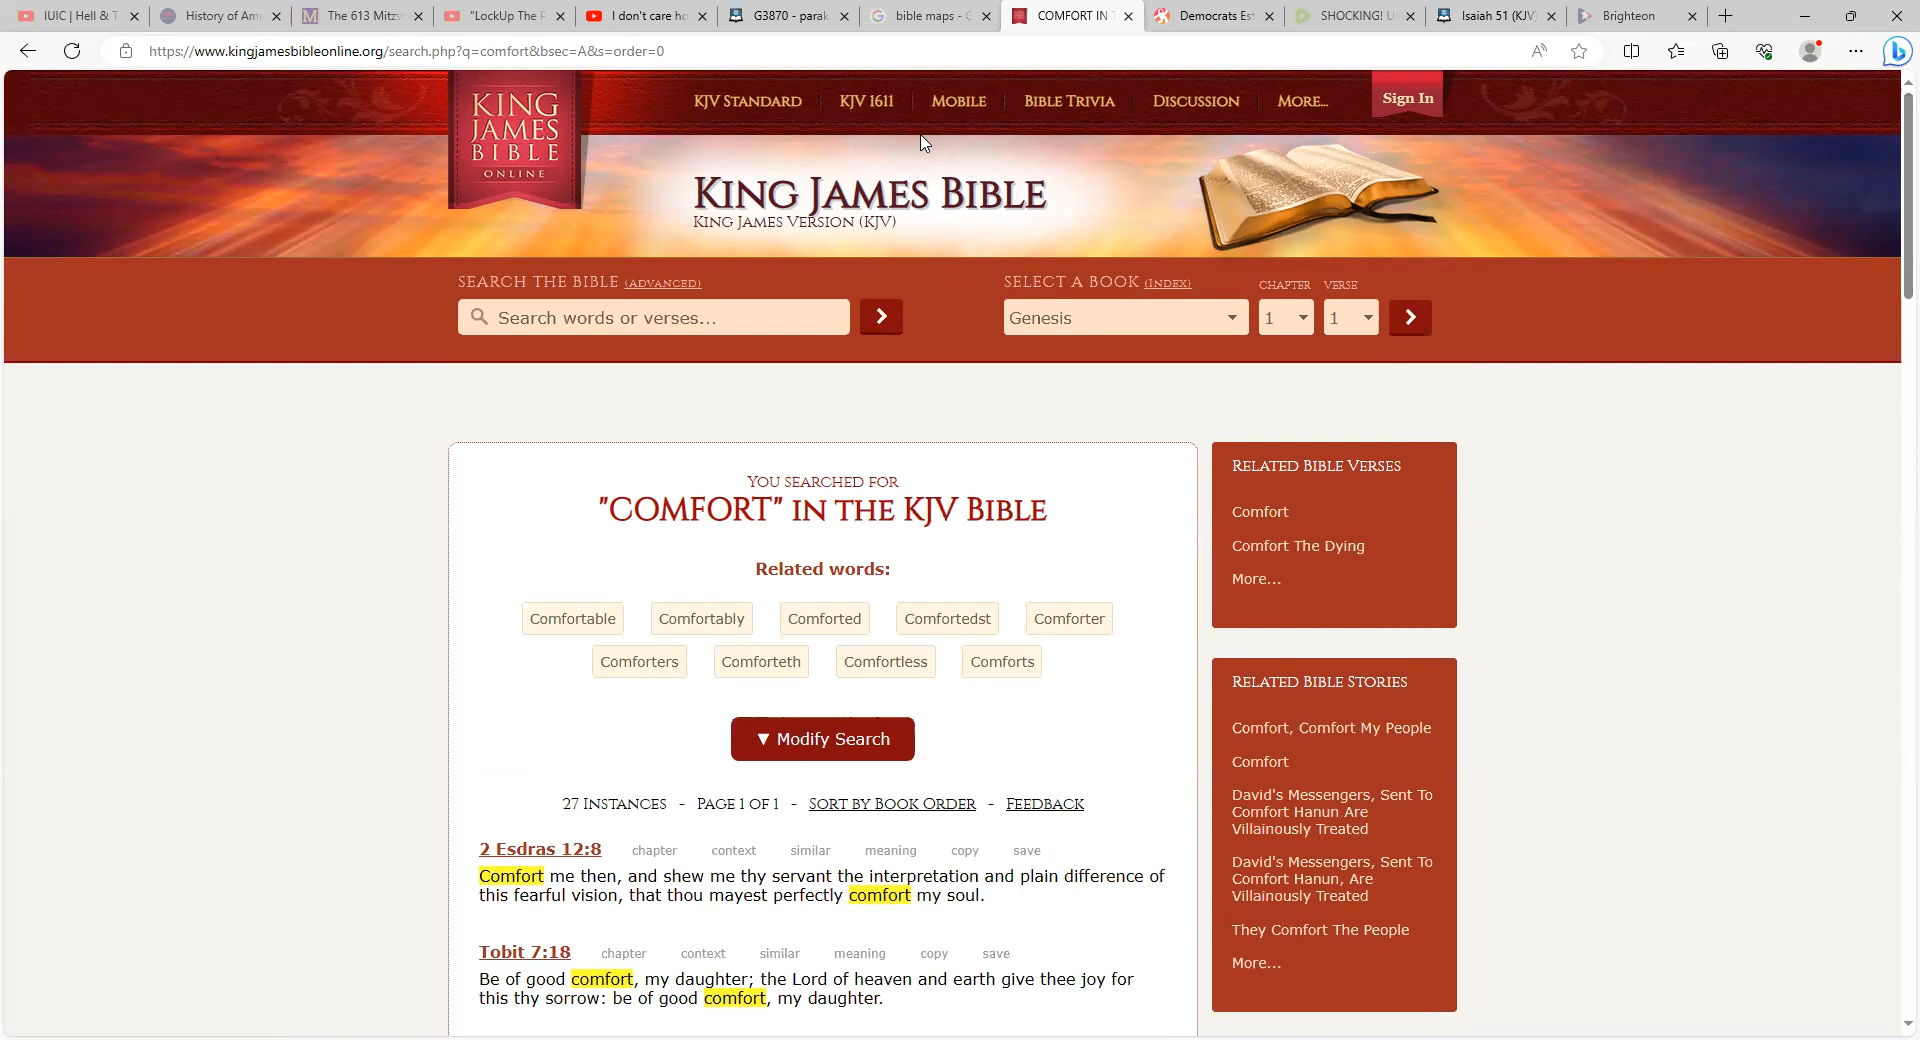 IUIC | Hell & T
History of Ame
The 613 Mitzv
"LockUp The P
I don't care ho
G3870 - parak
bible maps - G
COMFORT IN T
Democrats Est
SHOCKING! U
Isaiah 51 (KJV)
Brighteon
https://www.kingjamesbibleonline.org/search.php?q=comfort&bsec=A&s=order=0
KING JAMES BIBLE ONLINE
KJV STANDARD
KJV 1611
MOBILE
BIBLE TRIVIA
DISCUSSION
MORE...
Sign In
KING JAMES BIBLE
KING JAMES VERSION (KJV)
SEARCH THE BIBLE (ADVANCED)
Search words or verses...
SELECT A BOOK (INDEX)
CHAPTER
VERSE
Genesis
1
1
YOU SEARCHED FOR
"COMFORT" IN THE KJV BIBLE
Related words:
Comfortable
Comfortably
Comforted
Comfortedst
Comforter
Comforters
Comforteth
Comfortless
Comforts
▼ Modify Search
27 INSTANCES - PAGE 1 OF 1 - SORT BY BOOK ORDER - FEEDBACK
2 Esdras 12:8 chapter context similar meaning copy save
Comfort me then, and shew me thy servant the interpretation and plain difference of
this fearful vision, that thou mayest perfectly comfort my soul.
Tobit 7:18 chapter context similar meaning copy save
Be of good comfort, my daughter; the Lord of heaven and earth give thee joy for
this thy sorrow: be of good comfort, my daughter.
RELATED BIBLE VERSES
Comfort
Comfort The Dying
More...
RELATED BIBLE STORIES
Comfort, Comfort My People
Comfort
David's Messengers, Sent To
Comfort Hanun Are
Villainously Treated
David's Messengers, Sent To
Comfort Hanun, Are
Villainously Treated
They Comfort The People
More...